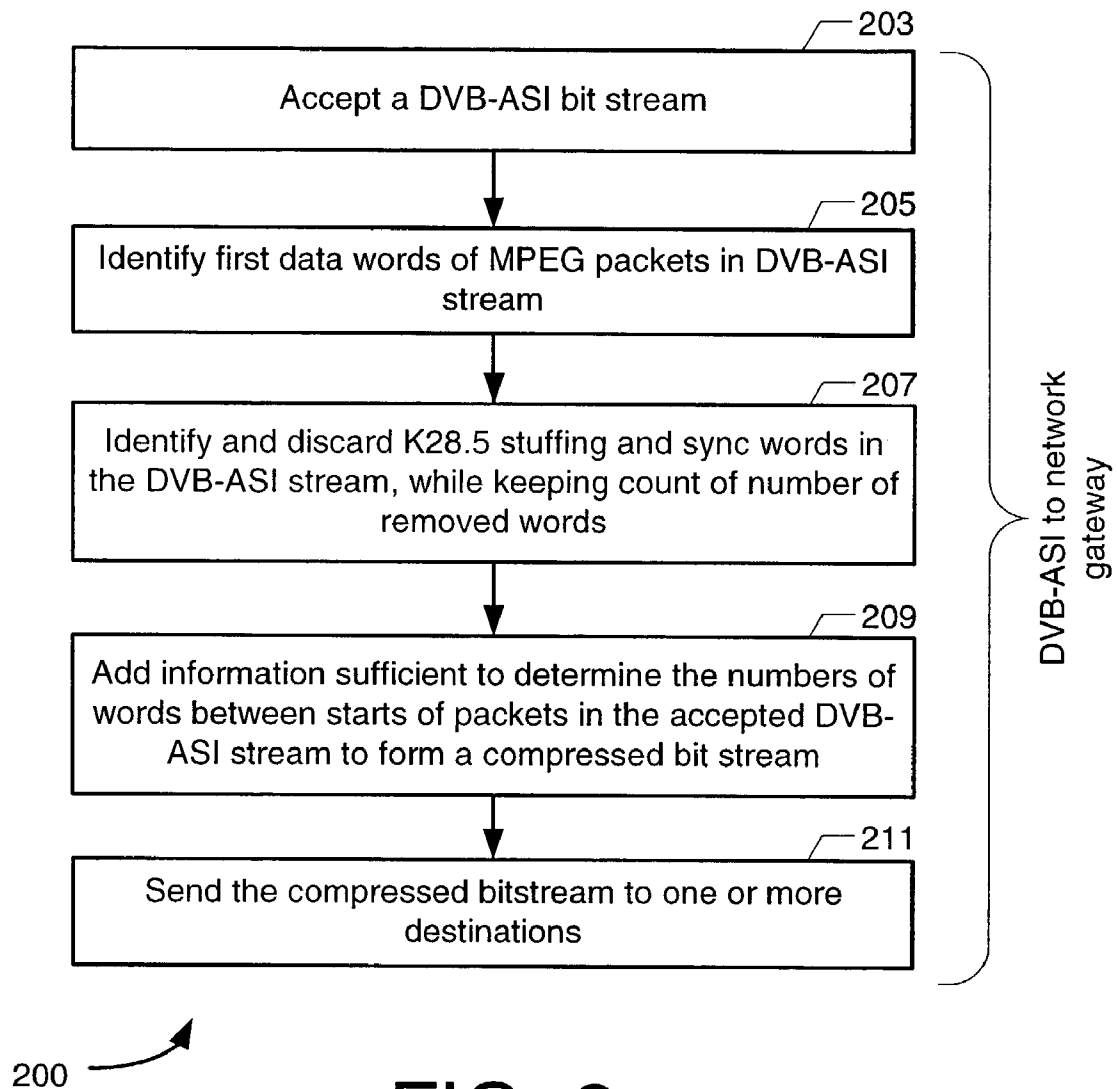 203
Accept a DVB-ASI bit stream
205
Identify first data words of MPEG packets in DVB-ASI
stream
207
Identify and discard K28.5 stuffing and sync words in
the DVB-ASI stream, while keeping count of number of
removed words
209
Add information sufficient to determine the numbers of
words between starts of packets in the accepted DVB-
ASI stream to form a compressed bit stream
211
Send the compressed bitstream to one or more
destinations
DVB-ASI to network
gateway
200